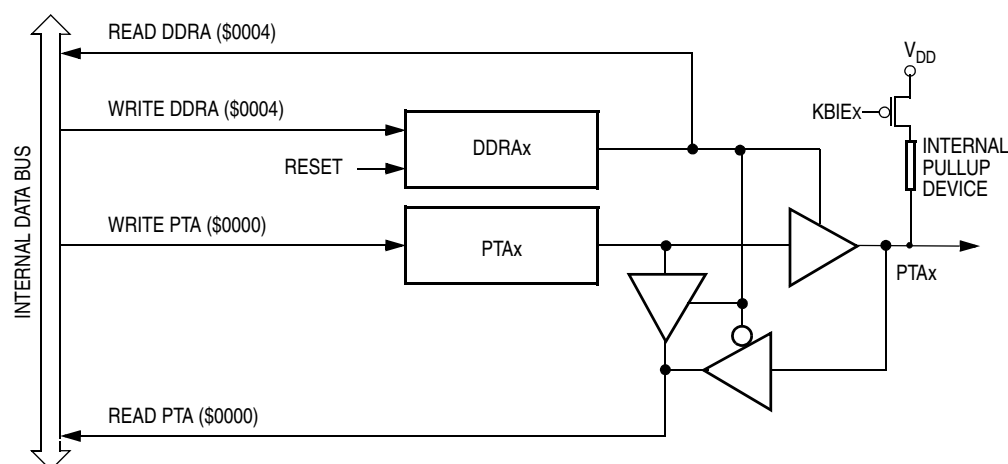 READ DDRA ($0004)
V_DD
WRITE DDRA ($0004)
KBIEx
DDRAx
INTERNAL
PULLUP
DEVICE
RESET
WRITE PTA ($0000)
PTAx
PTAx
INTERNAL DATA BUS
READ PTA ($0000)